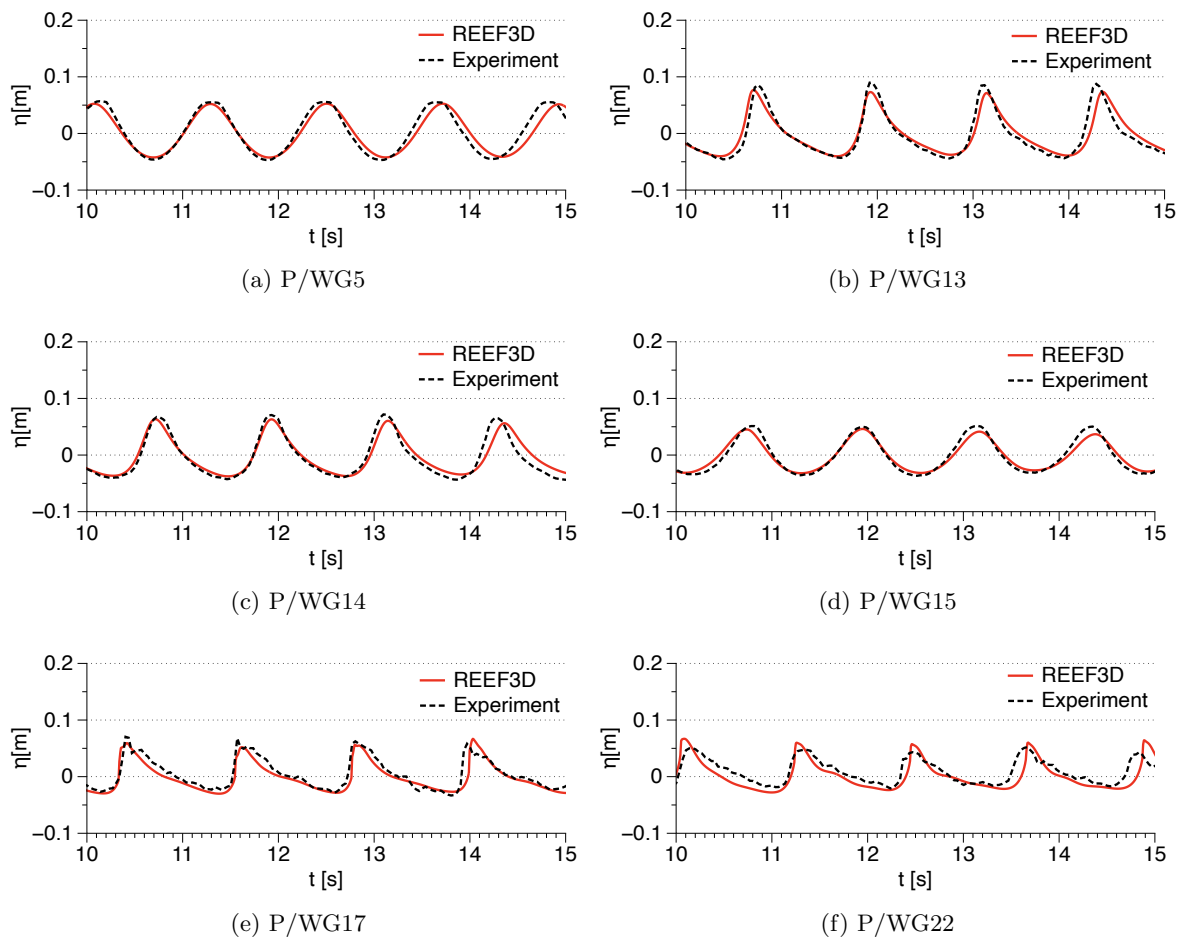 0.2
0.1
0
−0.1
η[m]
REEF3D
Experiment
10 11 12 13 14 15
t [s]
(a) P/WG5
0.2
0.1
0
−0.1
η[m]
REEF3D
Experiment
10 11 12 13 14 15
t [s]
(b) P/WG13
0.2
0.1
0
−0.1
η[m]
REEF3D
Experiment
10 11 12 13 14 15
t [s]
(c) P/WG14
0.2
0.1
0
−0.1
η[m]
REEF3D
Experiment
10 11 12 13 14 15
t [s]
(d) P/WG15
0.2
0.1
0
−0.1
η[m]
REEF3D
Experiment
10 11 12 13 14 15
t [s]
(e) P/WG17
0.2
0.1
0
−0.1
η[m]
REEF3D
Experiment
10 11 12 13 14 15
t [s]
(f) P/WG22